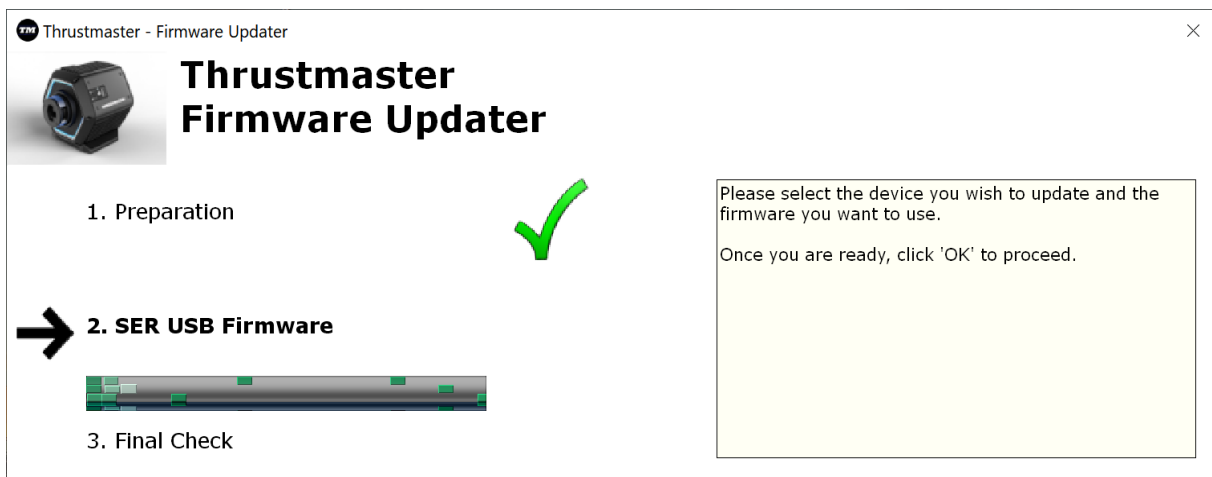 TM Thrustmaster - Firmware Updater
Thrustmaster
Firmware Updater
1. Preparation
2. SER USB Firmware
3. Final Check
Please select the device you wish to update and the
firmware you want to use.
Once you are ready, click 'OK' to proceed.